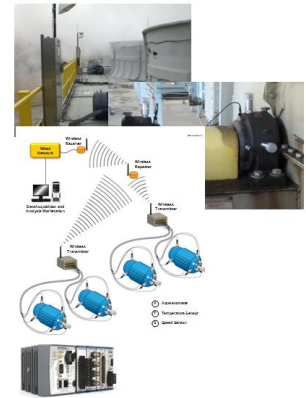 Wireless
Receiver
Wired
Network
Wireless
Repeater
Data Acquisition and
Analysis Workstation
Wireless
Transmitter
Wireless
Transmitter
Accelerometer
Temperature Sensor
Speed Sensor